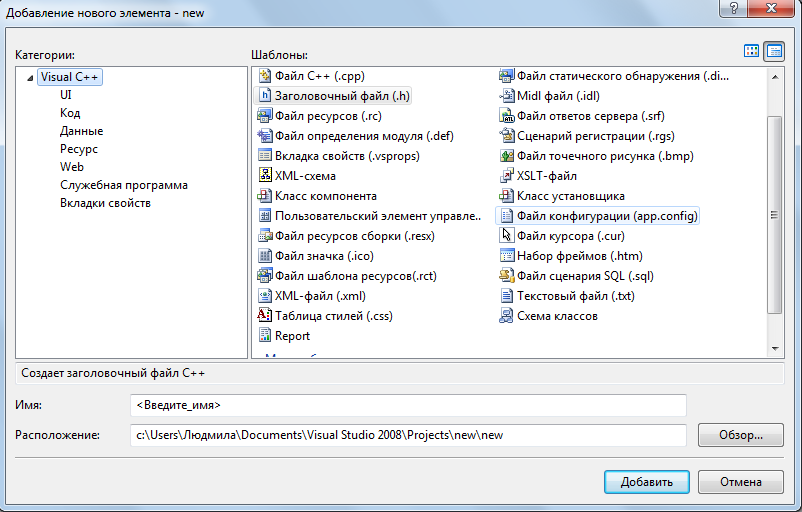 Добавление нового элемента - new
Категории:
Visual C++
UI
Код
Данные
Ресурс
Web
Служебная программа
Вкладки свойств
Шаблоны:
Файл C++ (.cpp)
Заголовочный файл (.h)
Файл ресурсов (.rc)
Файл определения модуля (.def)
Вкладка свойств (.vsprops)
XML-схема
Класс компонента
Пользовательский элемент управле..
Файл ресурсов сборки (.resx)
Файл значка (.ico)
Файл шаблона ресурсов(.rct)
XML-файл (.xml)
Таблица стилей (.css)
Report
Файл статического обнаружения (.di...
Midl файл (.idl)
Файл ответов сервера (.srf)
Сценарий регистрации (.rgs)
Файл точечного рисунка (.bmp)
XSLT-файл
Класс установщика
Файл конфигурации (app.config)
Файл курсора (.cur)
Набор фреймов (.htm)
Файл сценария SQL (.sql)
Текстовый файл (.txt)
Схема классов
Создает заголовочный файл C++
Имя:
<Введите_имя>
Расположение:
c:\Users\Людмила\Documents\Visual Studio 2008\Projects\new\new
Обзор...
Добавить
Отмена